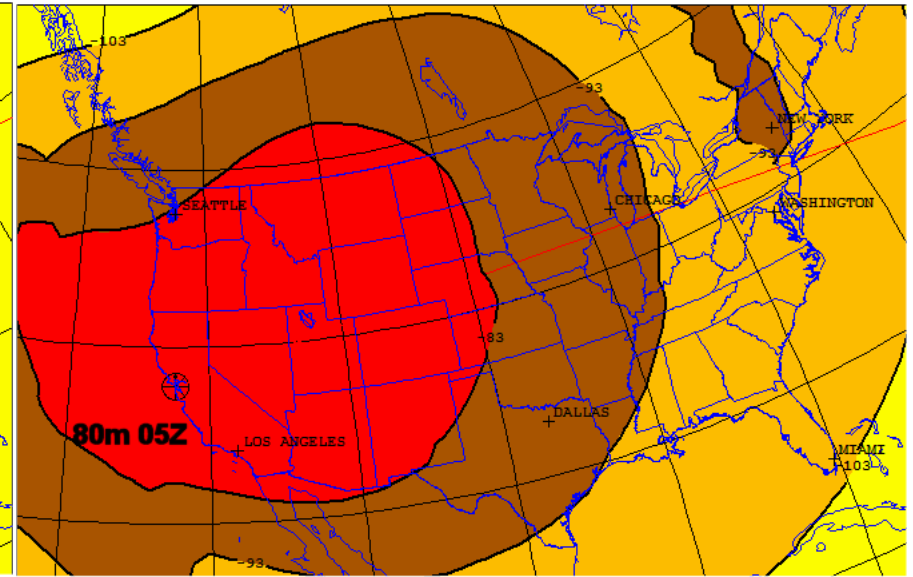 -103
-93
NEW YORK
-93
SEATTLE
CHICAGO
WASHINGTON
-83
DALLAS
80m 05Z
LOS ANGELES
MIAMI
-103
-93